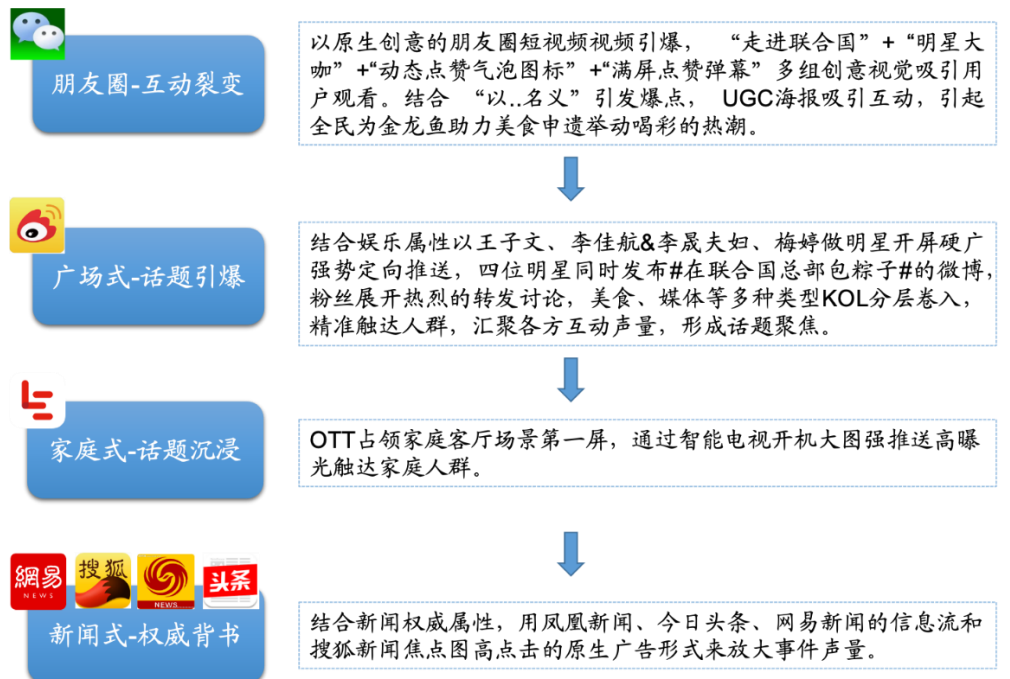 朋友圈-互动裂变
以原生创意的朋友圈短视频视频引爆， “走进联合国”+“明星大
咖”+“动态点赞气泡图标”+“满屏点赞弹幕”多组创意视觉吸引用
户观看。结合 “以..名义”引发爆点， UGC海报吸引互动，引起
全民为金龙鱼助力美食申遗举动喝彩的热潮。
广场式-话题引爆
结合娱乐属性以王子文、李佳航&李晟夫妇、梅婷做明星开屏硬广
强势定向推送，四位明星同时发布#在联合国总部包粽子#的微博，
粉丝展开热烈的转发讨论，美食、媒体等多种类型KOL分层卷入，
精准触达人群，汇聚各方互动声量，形成话题聚焦。
家庭式-话题沉浸
OTT占领家庭客厅场景第一屏，通过智能电视开机大图强推送高曝
光触达家庭人群。
網易
NEWS
搜狐
NEWS
头条
新闻式-权威背书
结合新闻权威属性，用凤凰新闻、今日头条、网易新闻的信息流和
搜狐新闻焦点图高点击的原生广告形式来放大事件声量。